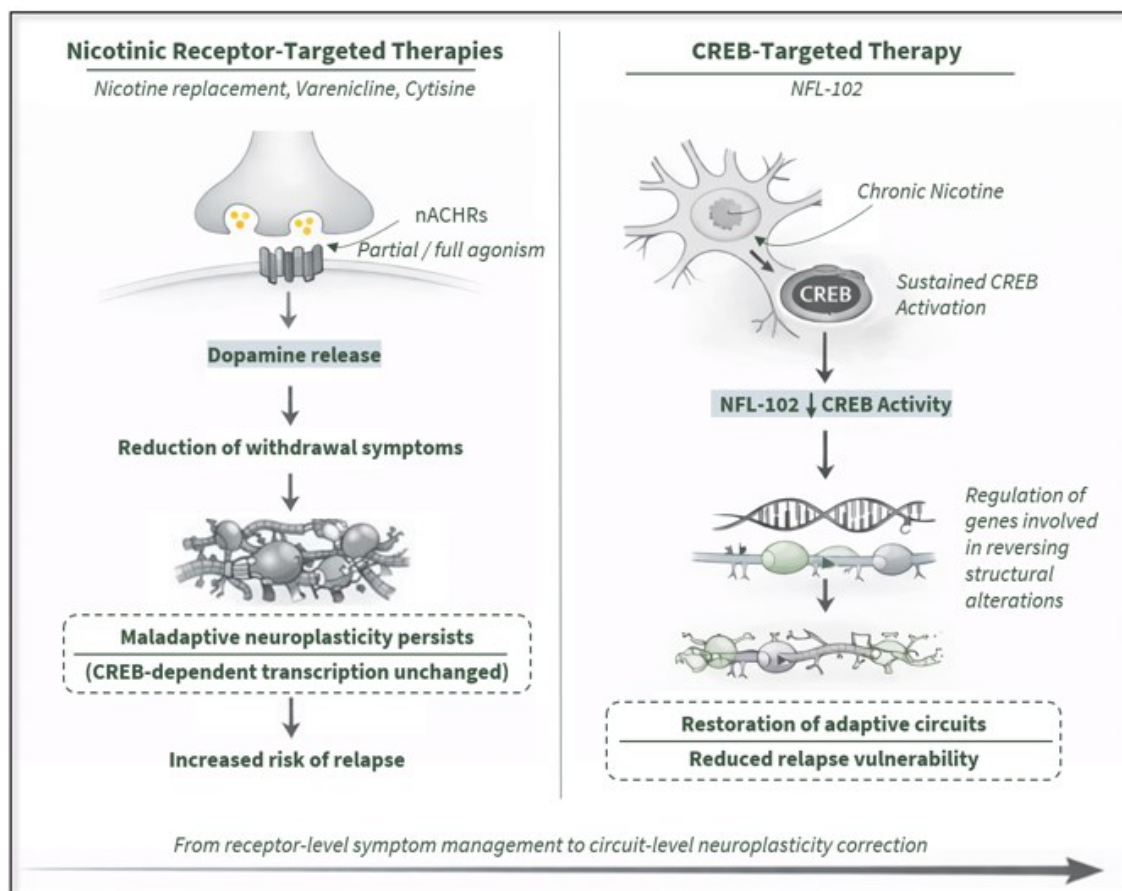 Nicotinic Receptor-Targeted Therapies
Nicotine replacement, Varenicline, Cytisine
nACHRs
Partial / full agonism
Dopamine release
Reduction of withdrawal symptoms
Maladaptive neuroplasticity persists
(CREB-dependent transcription unchanged)
Increased risk of relapse
CREB-Targeted Therapy
NFL-102
Chronic Nicotine
CREB
Sustained CREB
Activation
NFL-102 ↓ CREB Activity
Regulation of
genes involved
in reversing
structural
alterations
Restoration of adaptive circuits
Reduced relapse vulnerability
From receptor-level symptom management to circuit-level neuroplasticity correction